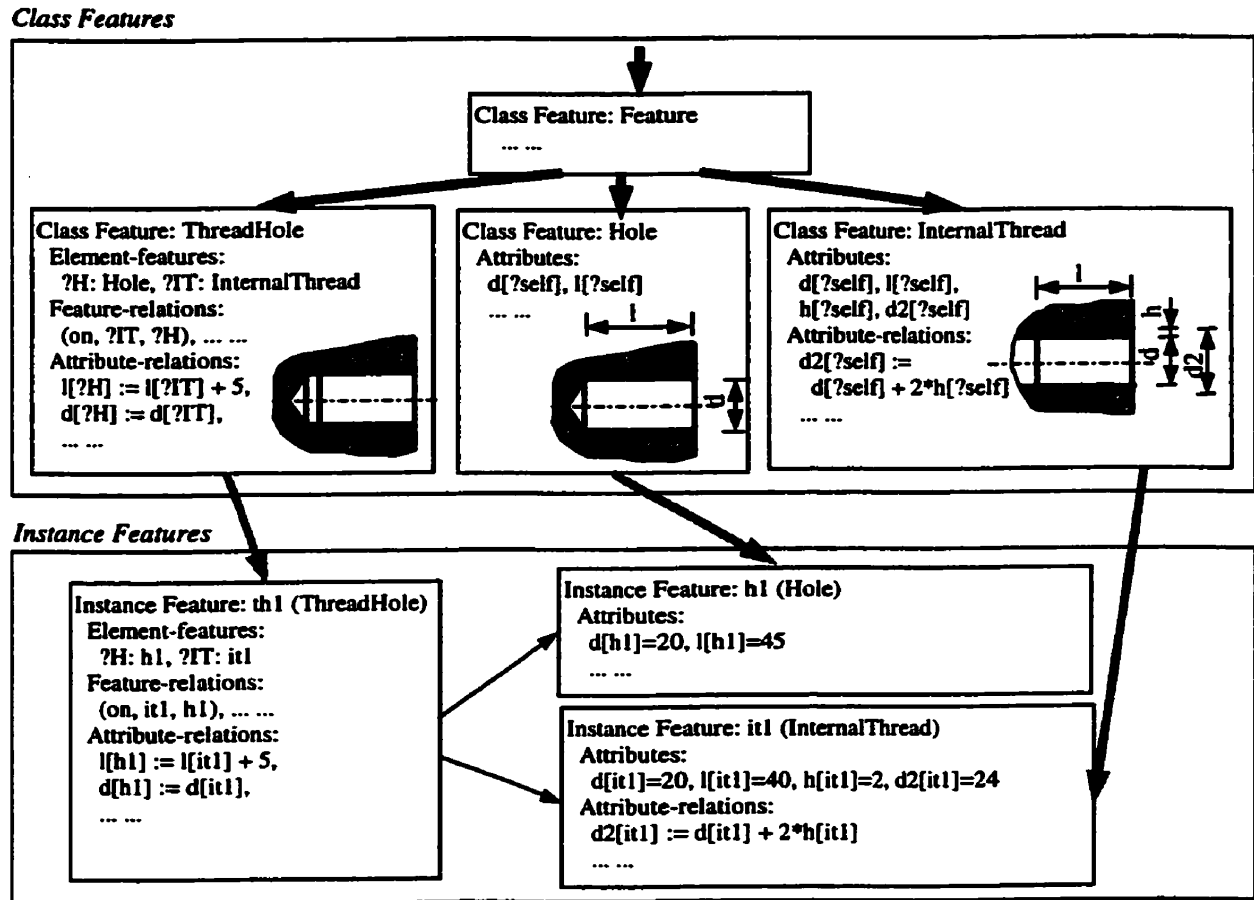 Class Features
Class Feature: Feature
... ...
Class Feature: ThreadHole
Element-features:
?H: Hole, ?IT: InternalThread
Feature-relations:
(on, ?IT, ?H), ... ...
Attribute-relations:
l[?H] := l[?IT] + 5,
d[?H] := d[?IT],
... ...
Class Feature: Hole
Attributes:
d[?self], l[?self]
... ...
l
d
Class Feature: InternalThread
Attributes:
d[?self], l[?self],
h[?self], d2[?self]
Attribute-relations:
d2[?self] :=
d[?self] + 2*h[?self]
... ...
l
h
d
d2
Instance Features
Instance Feature: th1 (ThreadHole)
Element-features:
?H: h1, ?IT: it1
Feature-relations:
(on, it1, h1), ... ...
Attribute-relations:
l[h1] := l[it1] + 5,
d[h1] := d[it1],
... ...
Instance Feature: h1 (Hole)
Attributes:
d[h1]=20, l[h1]=45
... ...
Instance Feature: it1 (InternalThread)
Attributes:
d[it1]=20, l[it1]=40, h[it1]=2, d2[it1]=24
Attribute-relations:
d2[it1] := d[it1] + 2*h[it1]
... ...